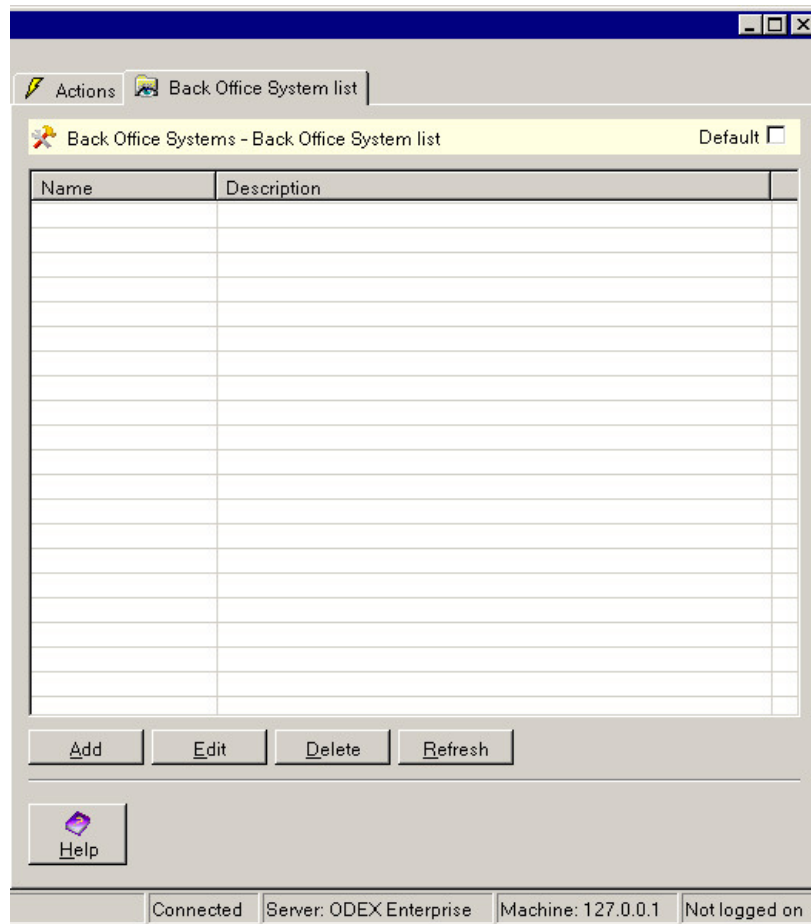 Actions Back Office System list
Back Office Systems - Back Office System list Default
Name Description
Add Edit Delete Refresh
Help
Connected Server: ODEX Enterprise Machine: 127.0.0.1 Not logged on